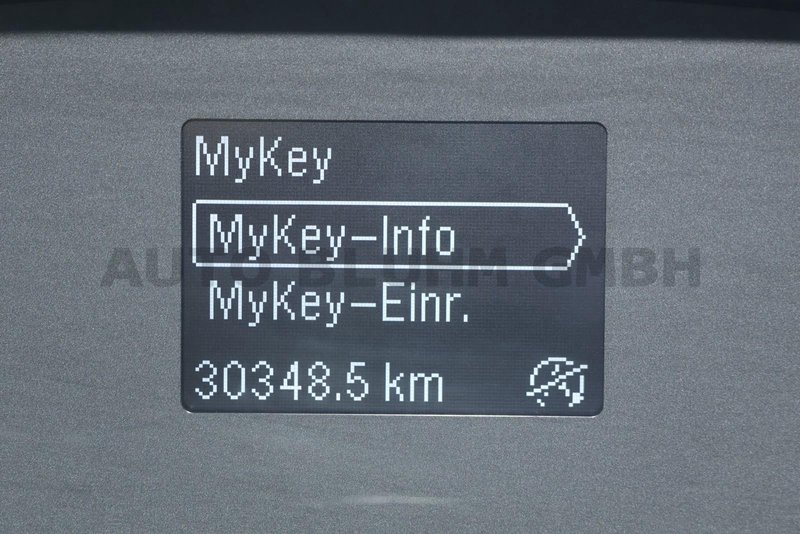 MyKey
MyKey-Info
AUTO BLUHM GMBH
MyKey-Einr.
30348.5 km